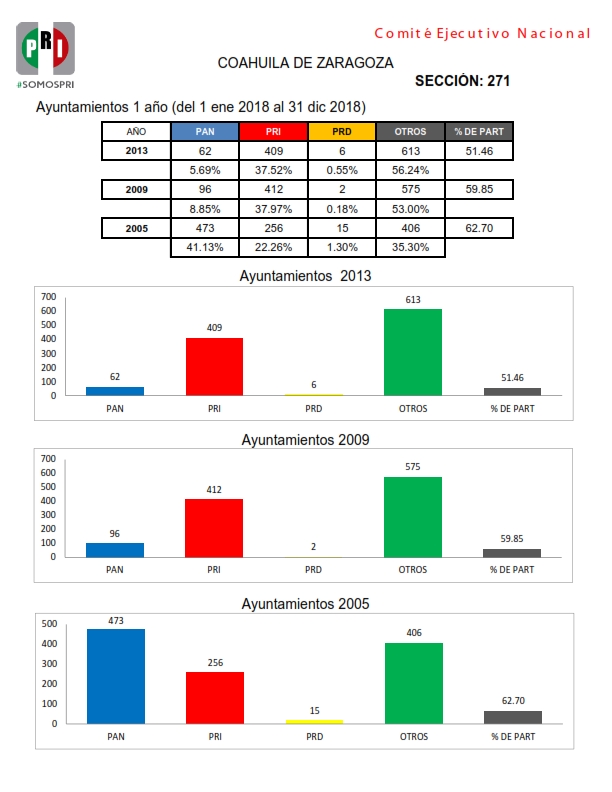 Comité Ejecutivo Nacional
PRI
#SOMOSPRI
COAHUILA DE ZARAGOZA
SECCIÓN: 271
Ayuntamientos 1 año (del 1 ene 2018 al 31 dic 2018)
AÑO PAN PRI PRD OTROS % DE PART
2013 62 409 6 613 51.46
5.69% 37.52% 0.55% 56.24%
2009 96 412 2 575 59.85
8.85% 37.97% 0.18% 53.00%
2005 473 256 15 406 62.70
41.13% 22.26% 1.30% 35.30%
Ayuntamientos 2013
700
600
500
400
300
200
100
0
62 409 6 613 51.46
PAN PRI PRD OTROS % DE PART
Ayuntamientos 2009
700
600
500
400
300
200
100
0
96 412 2 575 59.85
PAN PRI PRD OTROS % DE PART
Ayuntamientos 2005
500
400
300
200
100
0
473 256 15 406 62.70
PAN PRI PRD OTROS % DE PART